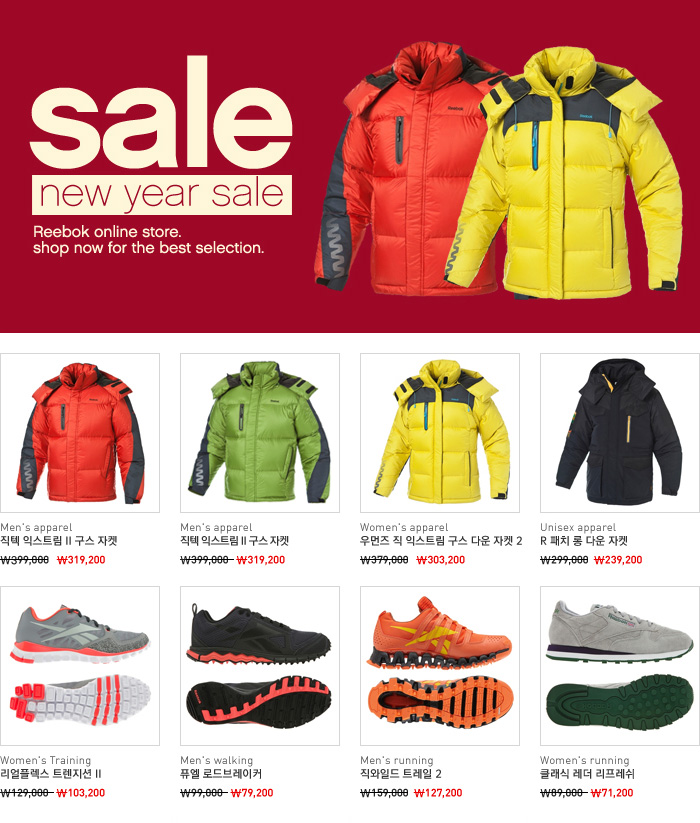 sale
new year sale
Reebok online store.
shop now for the best selection.
Men's apparel
직텍 익스트림 II 구스 자켓
₩399,000 ₩319,200
Men's apparel
직텍 익스트림 II 구스 자켓
₩399,000 ₩319,200
Women's apparel
우먼즈 직 익스트림 구스 다운 자켓 2
₩379,000 ₩303,200
Unisex apparel
R 패치 롱 다운 자켓
₩299,000 ₩239,200
Women's Training
리얼플렉스 트렌지션 II
₩129,000 ₩103,200
Men's walking
퓨엘 로드브레이커
₩99,000 ₩79,200
Men's running
직와일드 트레일 2
₩159,000 ₩127,200
Women's running
클래식 레더 리프레쉬
₩89,000 ₩71,200